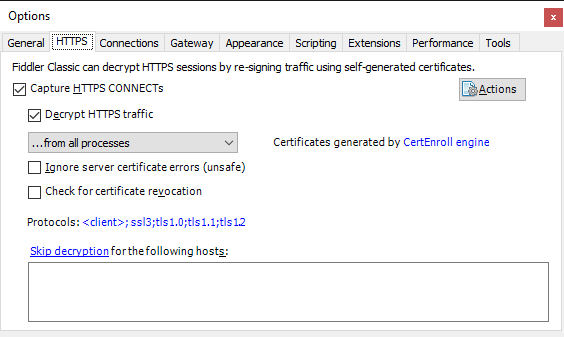 Options
General HTTPS Connections Gateway Appearance Scripting Extensions Performance Tools
Fiddler Classic can decrypt HTTPS sessions by re-signing traffic using self-generated certificates.
Capture HTTPS CONNECTs
Actions
Decrypt HTTPS traffic
...from all processes
Certificates generated by CertEnroll engine
Ignore server certificate errors (unsafe)
Check for certificate revocation
Protocols: <client>; ssl3;tls1.0;tls1.1;tls1.2
Skip decryption for the following hosts: